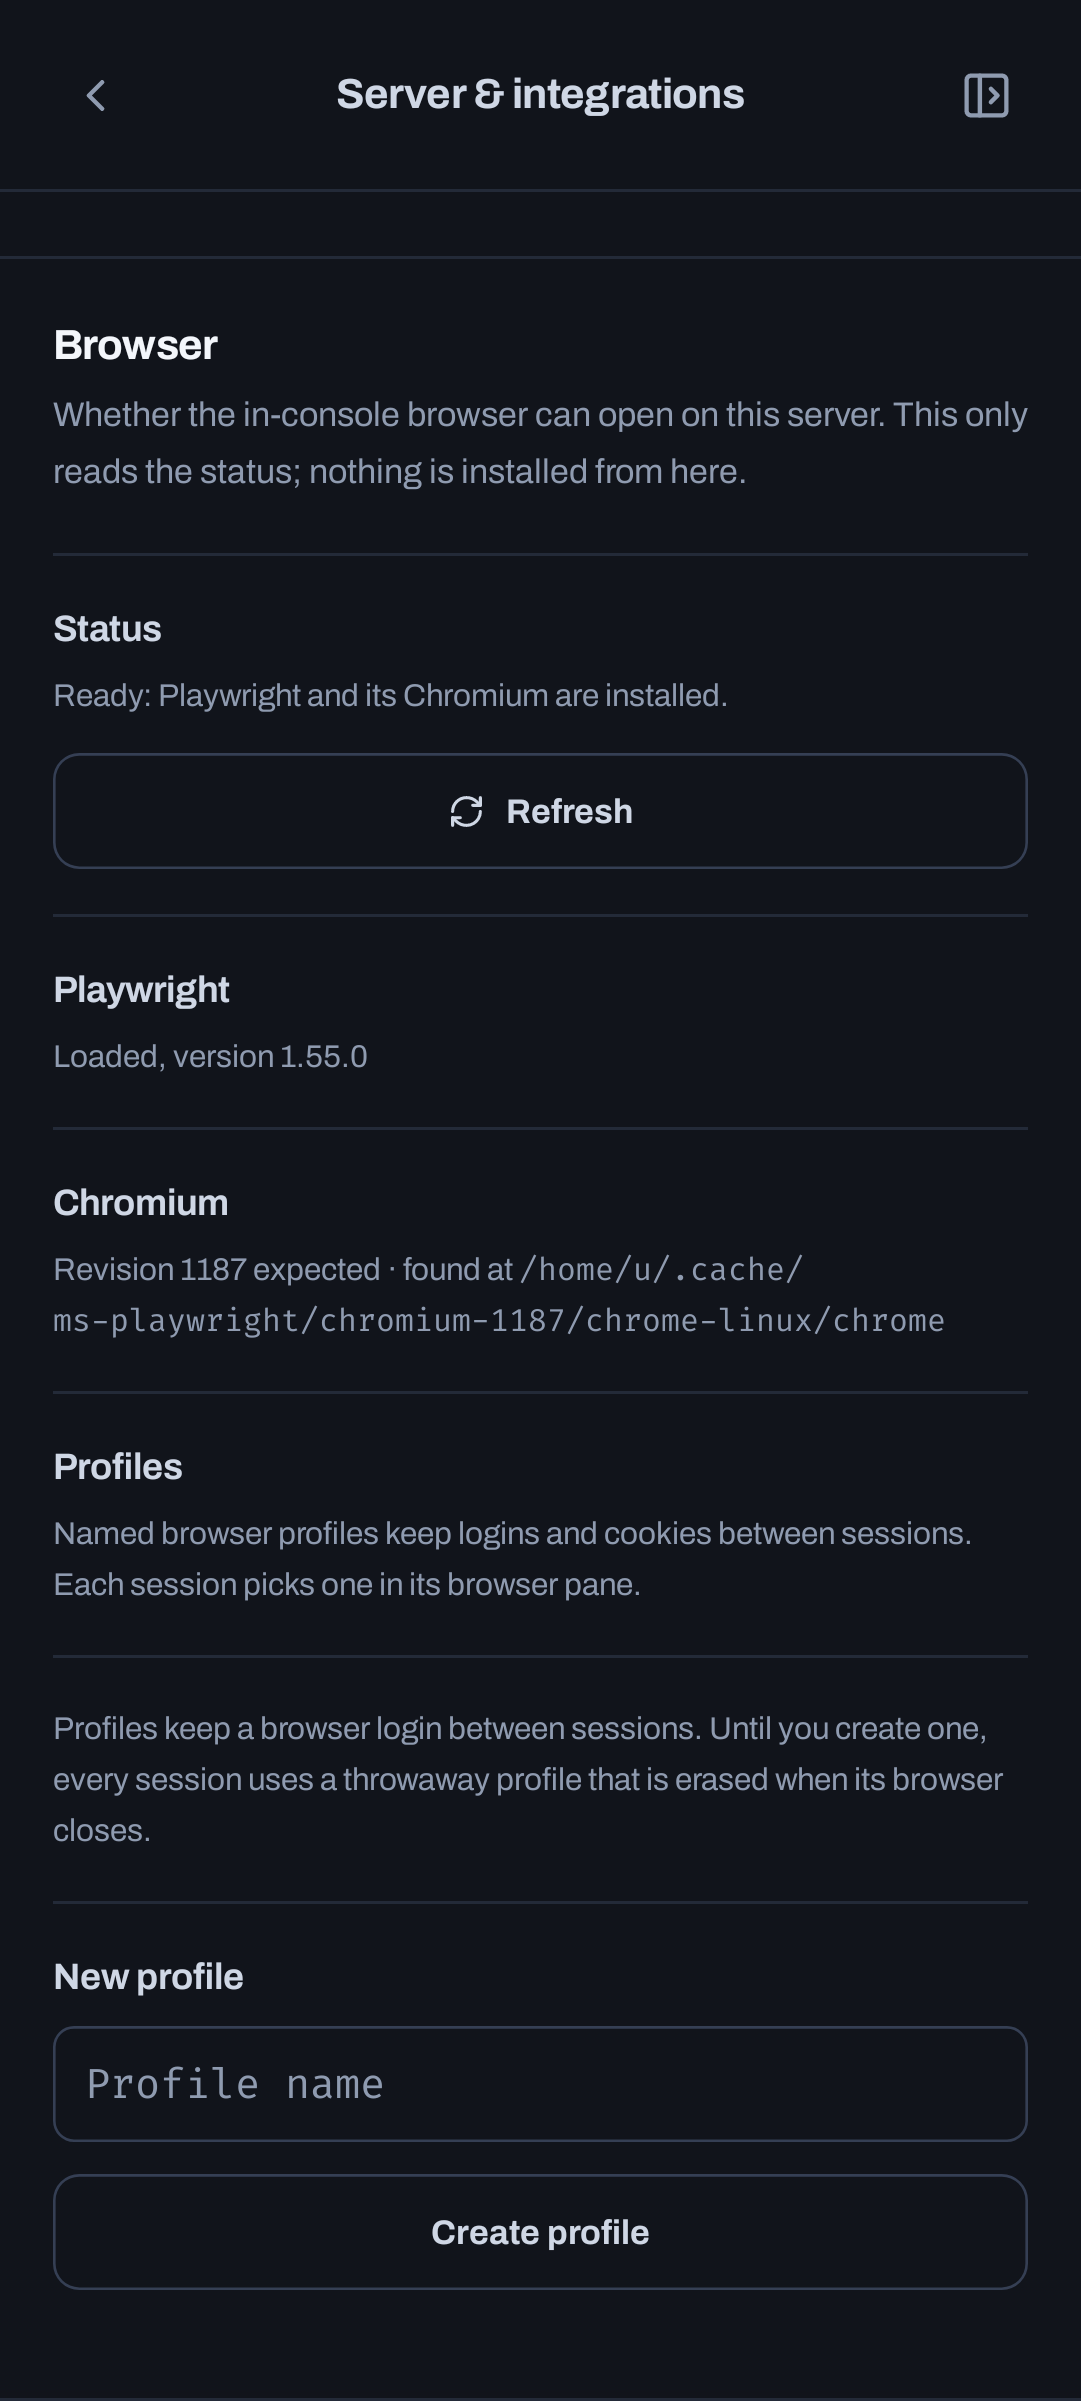 Server & integrations
Browser
Whether the in-console browser can open on this server. This only
reads the status; nothing is installed from here.
Status
Ready: Playwright and its Chromium are installed.
Refresh
Playwright
Loaded, version 1.55.0
Chromium
Revision 1187 expected · found at /home/u/.cache/
ms-playwright/chromium-1187/chrome-linux/chrome
Profiles
Named browser profiles keep logins and cookies between sessions.
Each session picks one in its browser pane.
Profiles keep a browser login between sessions. Until you create one,
every session uses a throwaway profile that is erased when its browser
closes.
New profile
Profile name
Create profile